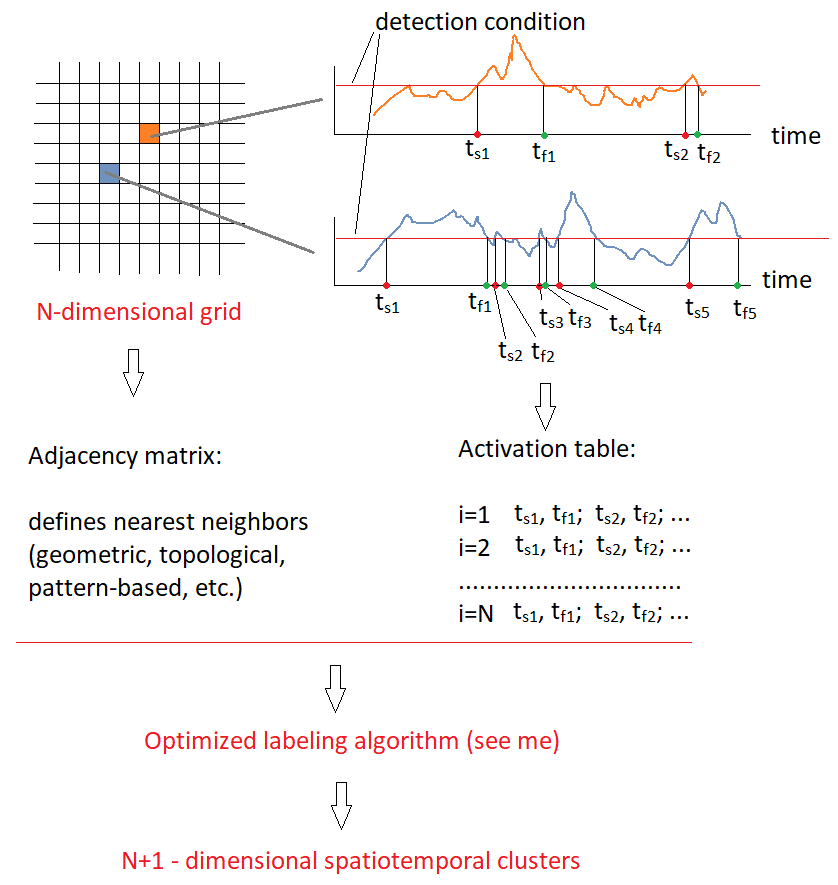 detection condition
time
ts1 tf1 ts2 tf2
time
N-dimensional grid
ts1 tf1 ts3 tf3 ts4 tf4 ts5 tf5
ts2 tf2
Adjacency matrix:
Activation table:
defines nearest neighbors
(geometric, topological,
pattern-based, etc.)
i=1 ts1, tf1; ts2, tf2; ...
i=2 ts1, tf1; ts2, tf2; ...
................................
i=N ts1, tf1; ts2, tf2; ...
Optimized labeling algorithm (see me)
N+1 - dimensional spatiotemporal clusters